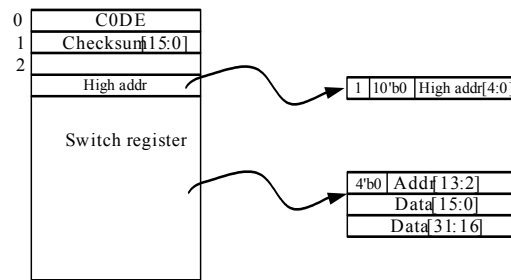 0 C0DE
1 Checksum[15:0]
2
High addr
1 10'b0 High addr[4:0]
Switch register
4'b0 Addr[13:2]
Data[15:0]
Data[31:16]